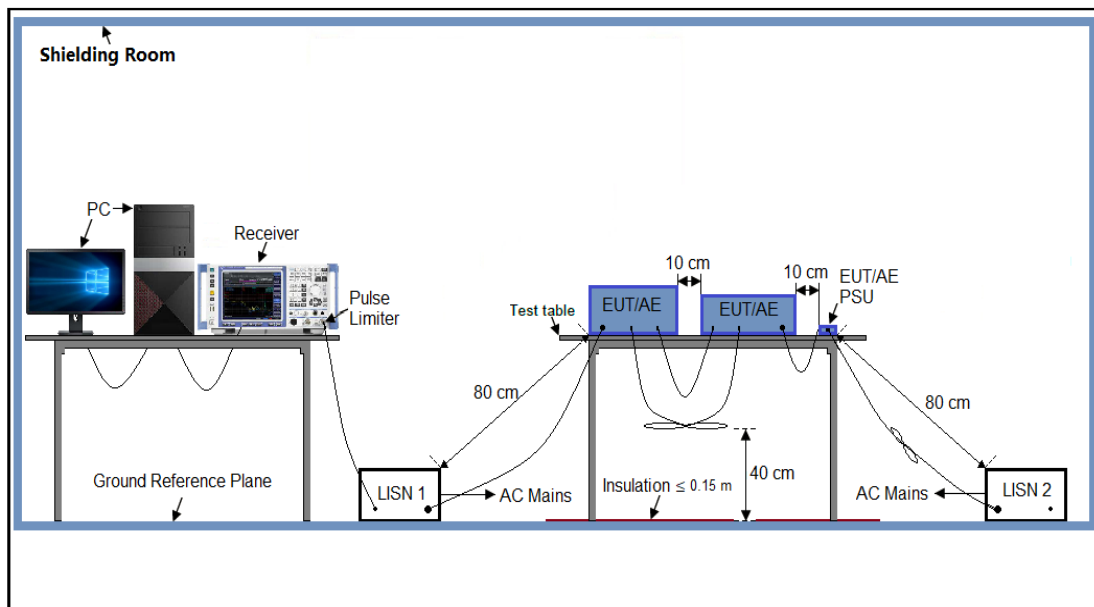 Shielding Room
PC
Receiver
Pulse
Limiter
10 cm
10 cm
EUT/AE
PSU
EUT/AE
EUT/AE
Test table
80 cm
80 cm
40 cm
Ground Reference Plane
LISN 1
AC Mains
Insulation ≤ 0.15 m
AC Mains
LISN 2